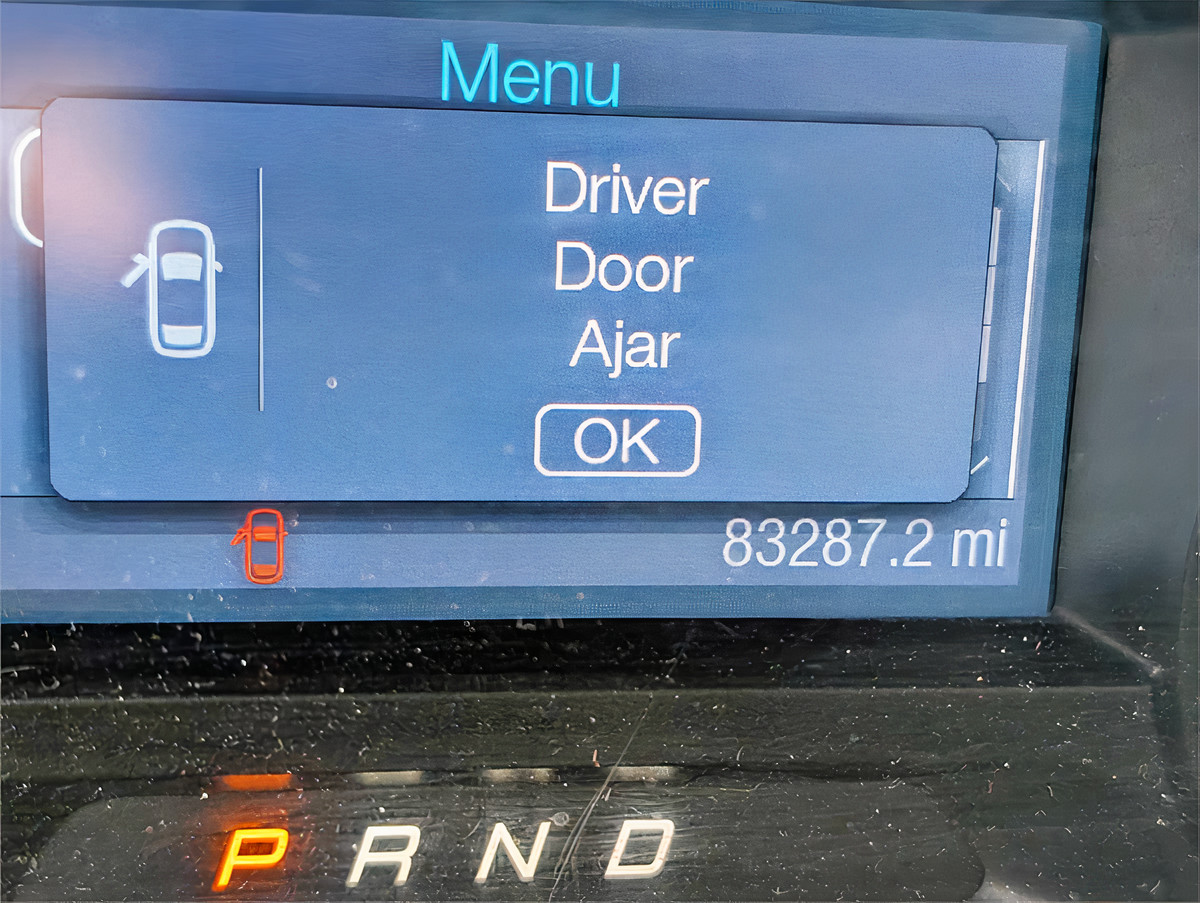 Menu
Driver
Door
Ajar
OK
83287.2 mi
P R N D